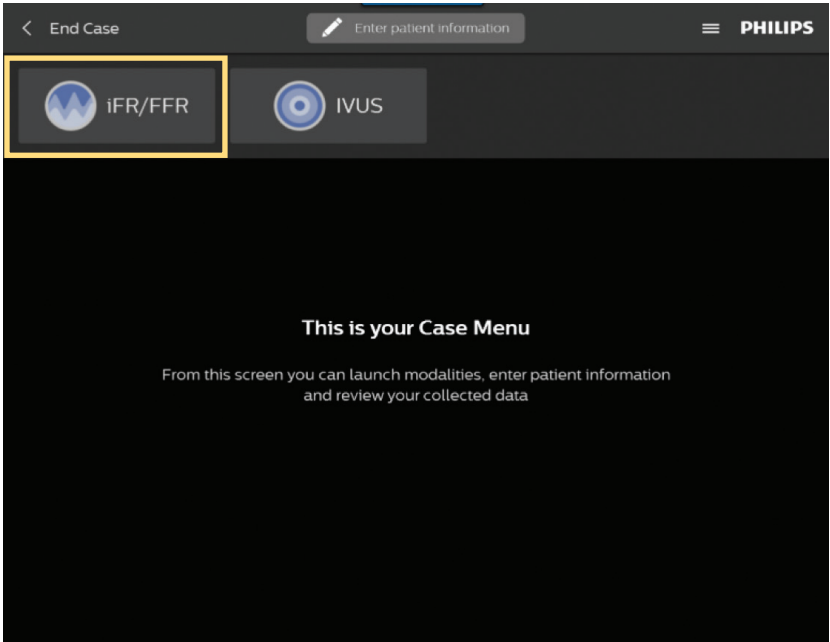 End Case
Enter patient information
PHILIPS
iFR/FFR
IVUS
This is your Case Menu
From this screen you can launch modalities, enter patient information
and review your collected data